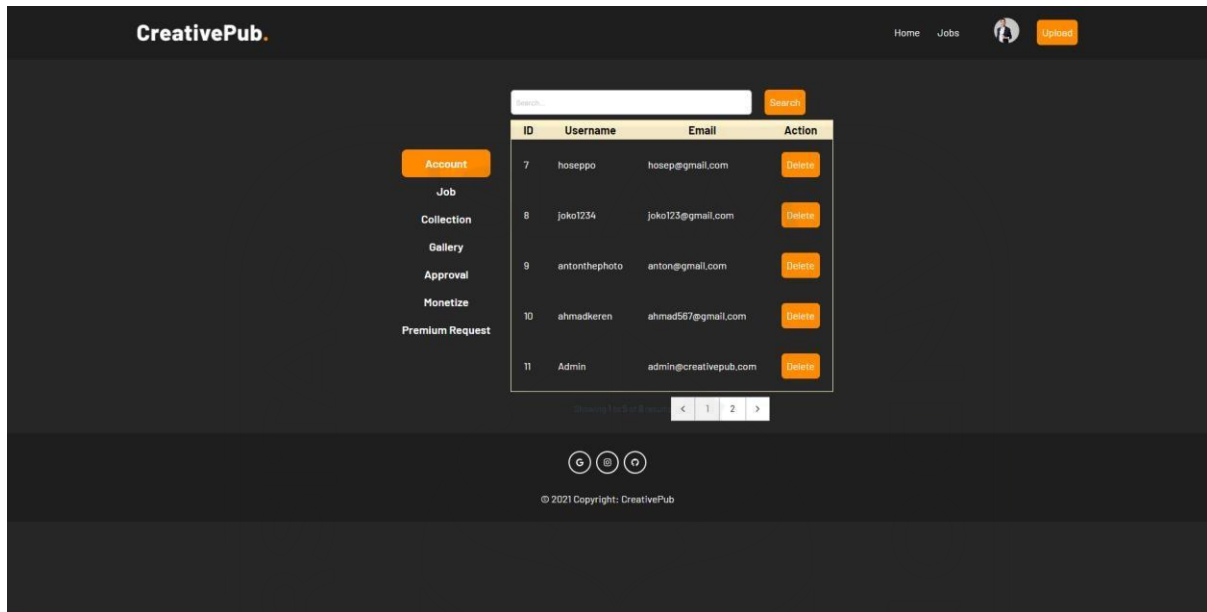 CreativePub.
Home Jobs Upload
Search... Search
ID Username Email Action
Account
Job
Collection
Gallery
Approval
Monetize
Premium Request
7 hoseppo hosep@gmail.com Delete
8 joko1234 joko123@gmail.com Delete
9 antonthephoto anton@gmail.com Delete
10 ahmadkeren ahmad567@gmail.com Delete
11 Admin admin@creativepub.com Delete
< 1 2 >
G
© 2021 Copyright: CreativePub